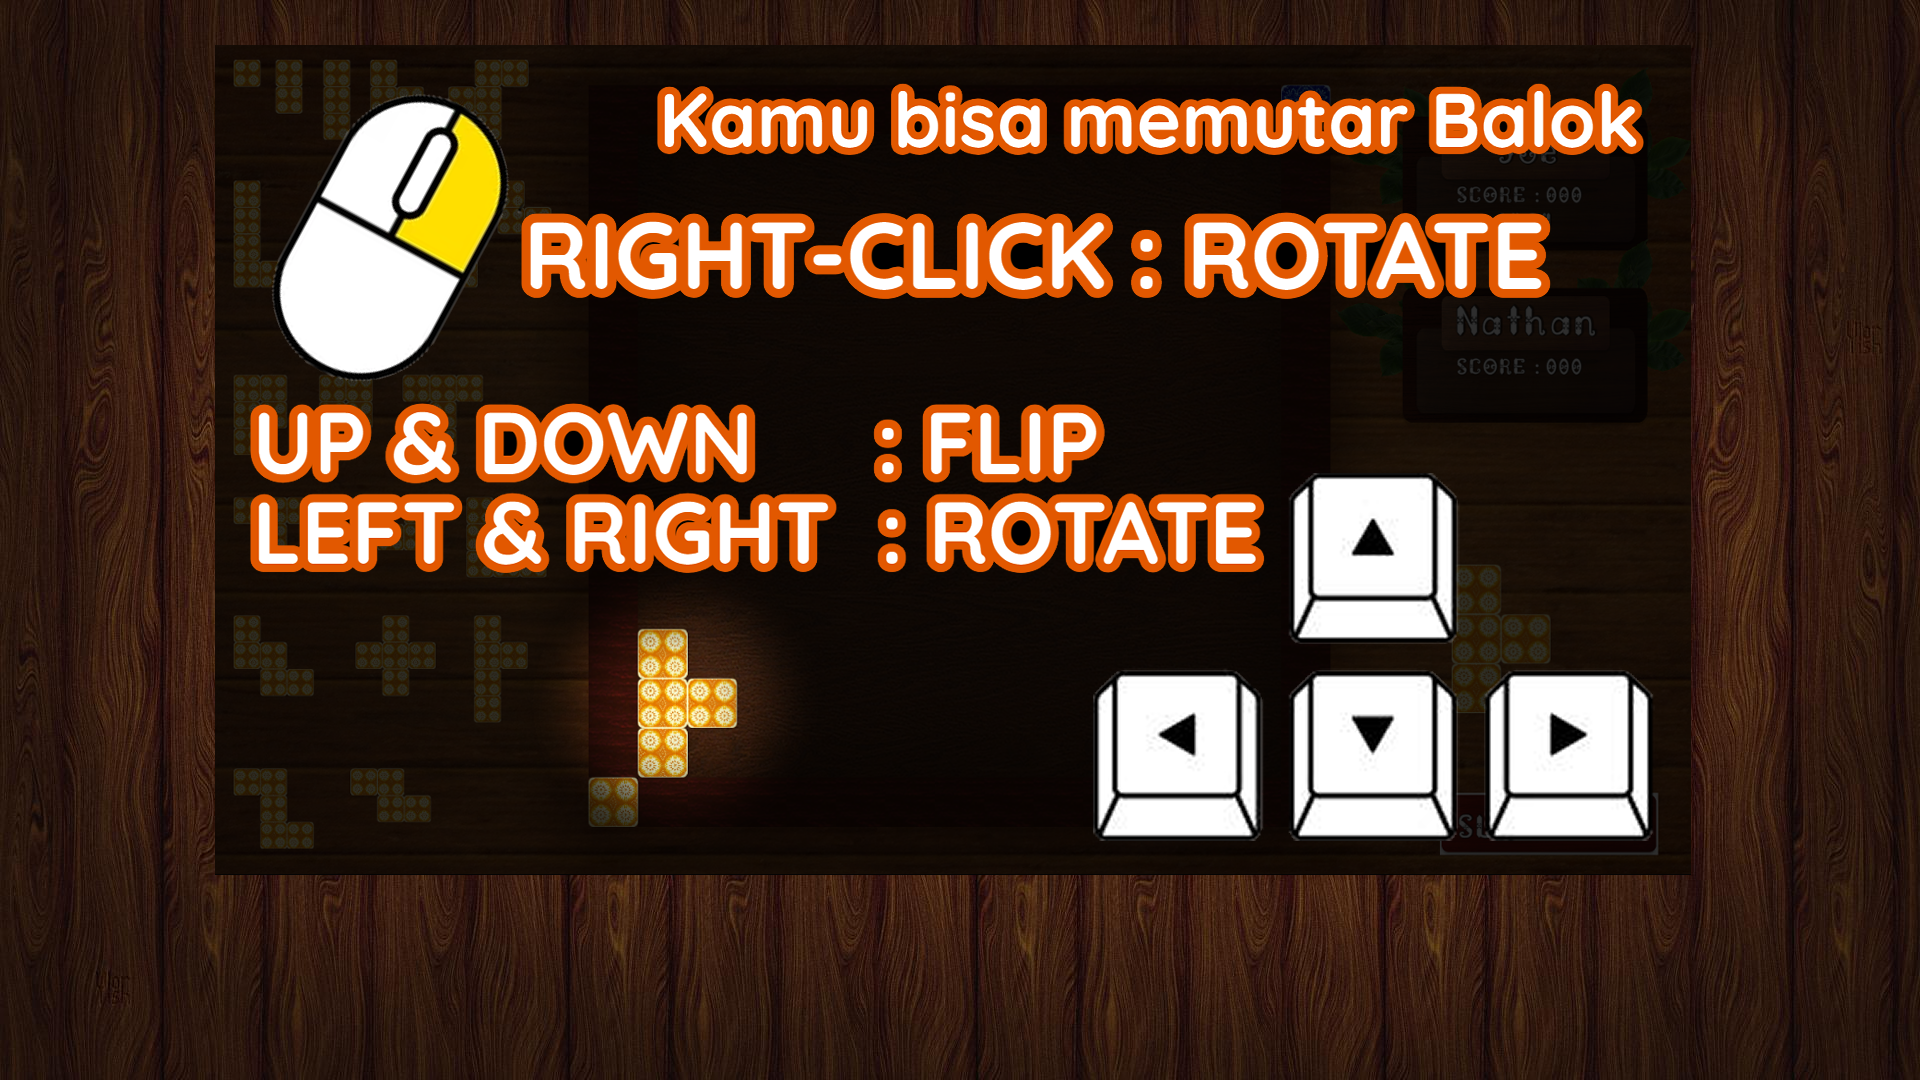 Kamu bisa memutar Balok
SCORE : 000
RIGHT-CLICK : ROTATE
Nathan
SCORE : 000
UP & DOWN : FLIP
LEFT & RIGHT : ROTATE